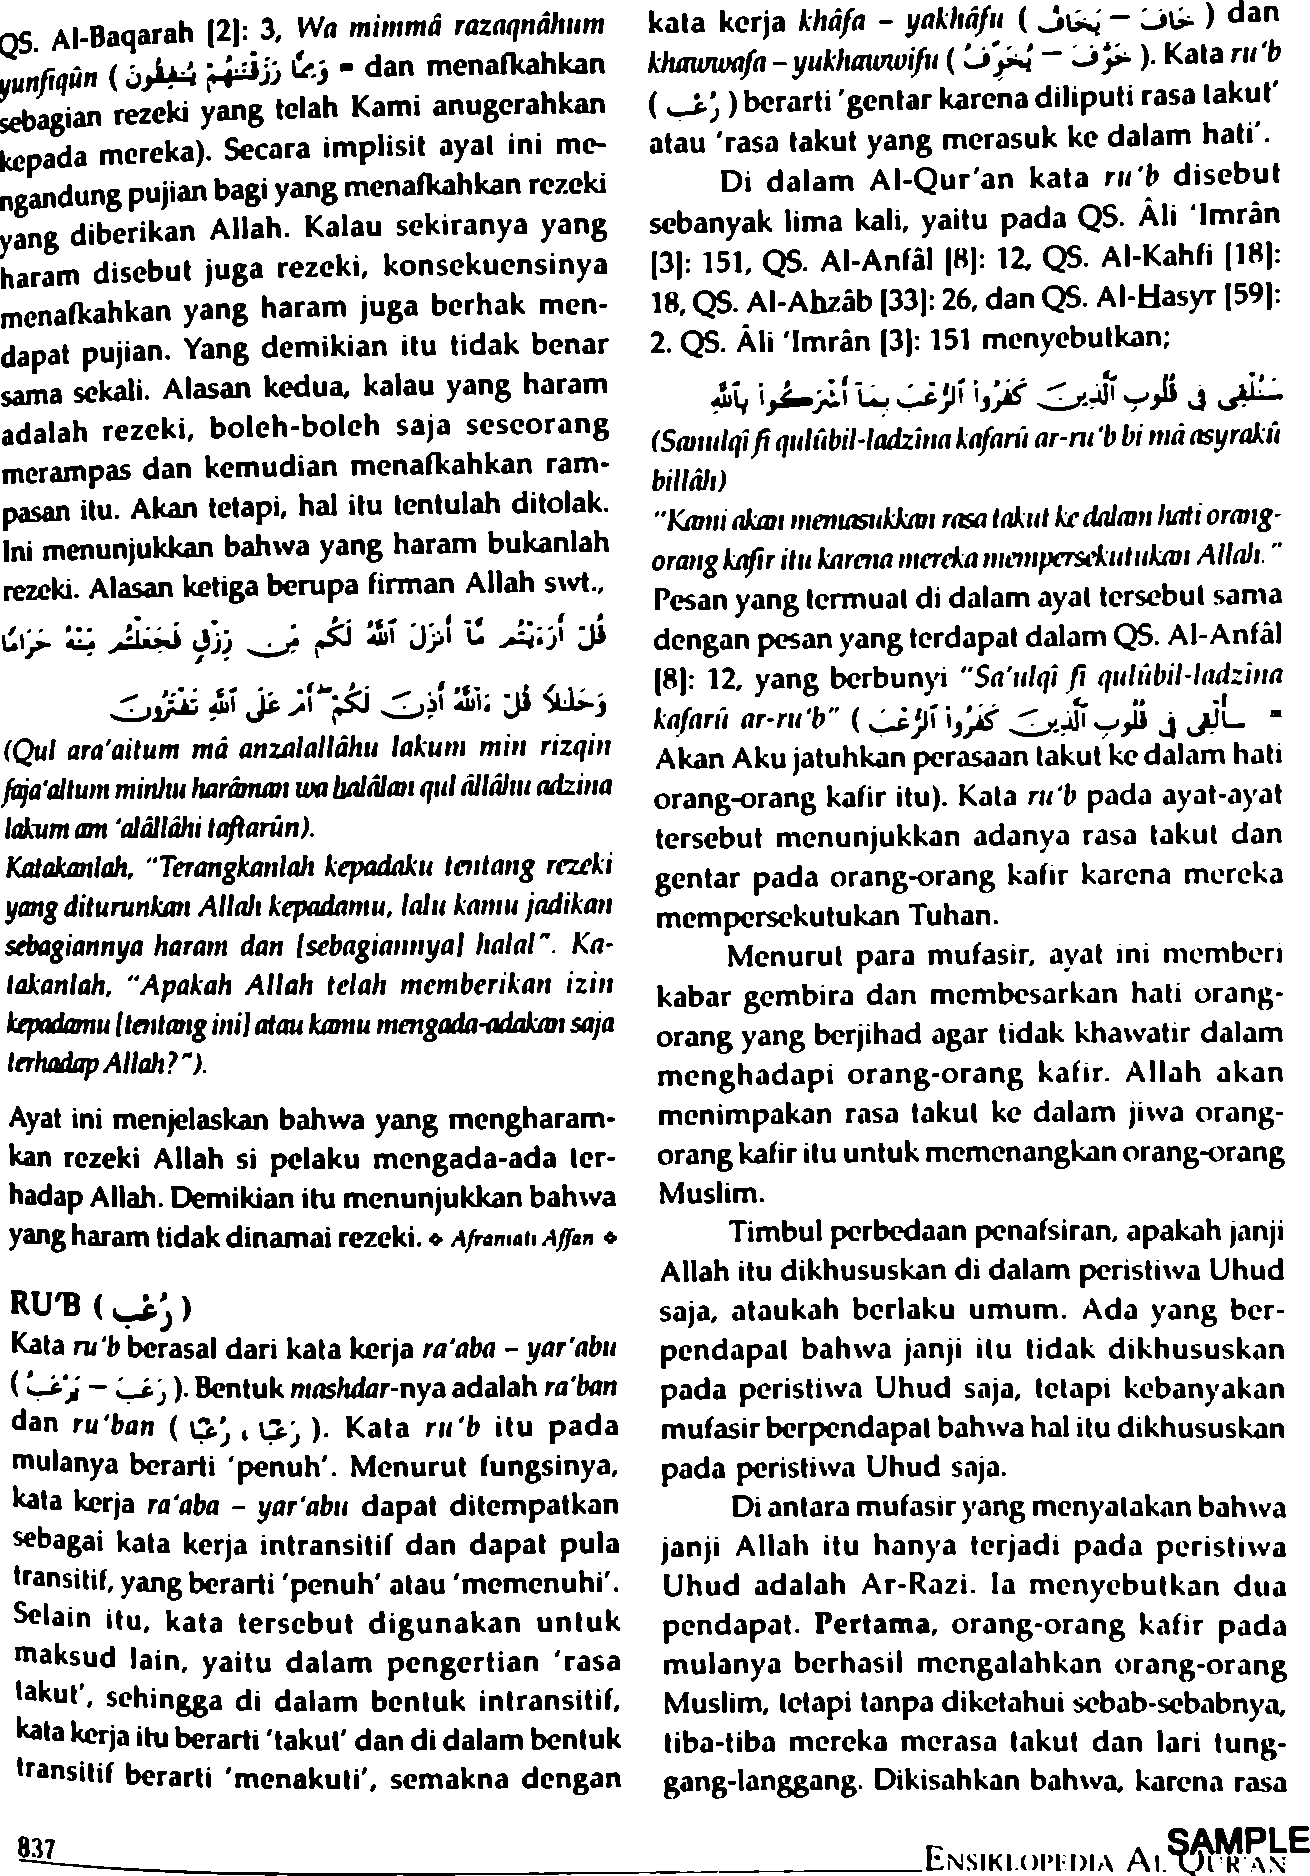 QS. Al-Baqarah [2]: 3, Wa mimmâ razaqnâhum
yunfiqûn ( وَمِمَّا رَزَقْنَٰهُمْ يُنفِقُونَ = dan menafkahkan
sebagian rezeki yang telah Kami anugerahkan
kepada mereka). Secara implisit ayat ini me-
ngandung pujian bagi yang menafkahkan rezeki
yang diberikan Allah. Kalau sekiranya yang
haram disebut juga rezeki, konsekuensinya
menafkahkan yang haram juga berhak men-
dapat pujian. Yang demikian itu tidak benar
sama sekali. Alasan kedua, kalau yang haram
adalah rezeki, boleh-boleh saja seseorang
merampas dan kemudian menafkahkan ram-
pasan itu. Akan tetapi, hal itu tentulah ditolak.
Ini menunjukkan bahwa yang haram bukanlah
rezeki. Alasan ketiga berupa firman Allah swt.,
قُلْ أَرَءَيْتُم مَّآ أَنزَلَ ٱللَّهُ لَكُم مِّن رِّزْقٍ فَجَعَلْتُم مِّنْهُ حَرَامًا
وَحَلَٰلًا قُلْ ءَآللَّهُ أَذِنَ لَكُمْ ۖ أَمْ عَلَى ٱللَّهِ تَفْتَرُونَ
(Qul ara'aitum mâ anzalallâhu lakum min rizqin
faja'altum minhu harâman wa halâlan qul âllâhu adzina
lakum am 'alâllâhi taftarûn).
Katakanlah, "Terangkanlah kepadaku tentang rezeki
yang diturunkan Allah kepadamu, lalu kamu jadikan
sebagiannya haram dan [sebagiannya] halal". Ka-
takanlah, "Apakah Allah telah memberikan izin
kepadamu [tentang ini] atau kamu mengada-adakan saja
terhadap Allah?").
Ayat ini menjelaskan bahwa yang mengharam-
kan rezeki Allah si pelaku mengada-ada ter-
hadap Allah. Demikian itu menunjukkan bahwa
yang haram tidak dinamai rezeki. ❖ Aframati Affan ❖
RU'B ( رُعْب )
Kata ru'b berasal dari kata kerja ra'aba – yar'abu
( رَعَبَ – يَرْعَبُ ). Bentuk mashdar-nya adalah ra'ban
dan ru'ban ( رَعْبًا ، رُعْبًا ). Kata ru'b itu pada
mulanya berarti 'penuh'. Menurut fungsinya,
kata kerja ra'aba – yar'abu dapat ditempatkan
sebagai kata kerja intransitif dan dapat pula
transitif, yang berarti 'penuh' atau 'memenuhi'.
Selain itu, kata tersebut digunakan untuk
maksud lain, yaitu dalam pengertian 'rasa
takut', sehingga di dalam bentuk intransitif,
kata kerja itu berarti 'takut' dan di dalam bentuk
transitif berarti 'menakuti', semakna dengan
kata kerja khâfa – yakhâfu ( خَافَ – يَخَافُ ) dan
khawwafa – yukhawwifu ( خَوَّفَ – يُخَوِّفُ ). Kata ru'b
( رُعْب ) berarti 'gentar karena diliputi rasa takut'
atau 'rasa takut yang merasuk ke dalam hati'.
Di dalam Al-Qur'an kata ru'b disebut
sebanyak lima kali, yaitu pada QS. Âli 'Imrân
[3]: 151, QS. Al-Anfâl [8]: 12, QS. Al-Kahfi [18]:
18, QS. Al-Ahzâb [33]: 26, dan QS. Al-Hasyr [59]:
2. QS. Âli 'Imrân [3]: 151 menyebutkan;
سَنُلْقِى فِى قُلُوبِ ٱلَّذِينَ كَفَرُوا۟ ٱلرُّعْبَ بِمَآ أَشْرَكُوا۟ بِٱللَّهِ
(Sanulqî fi qulûbil-ladzîna kafarû ar-ru'b bi mâ asyrakû
billâh)
"Kami akan memasukkan rasa takut ke dalam hati orang-
orang kafir itu karena mereka mempersekutukan Allah."
Pesan yang termuat di dalam ayat tersebut sama
dengan pesan yang terdapat dalam QS. Al-Anfâl
[8]: 12, yang berbunyi "Sa'ulqî fî qulûbil-ladzina
kafarû ar-ru'b" ( سَأُلْقِى فِى قُلُوبِ ٱلَّذِينَ كَفَرُوا۟ ٱلرُّعْبَ =
Akan Aku jatuhkan perasaan takut ke dalam hati
orang-orang kafir itu). Kata ru'b pada ayat-ayat
tersebut menunjukkan adanya rasa takut dan
gentar pada orang-orang kafir karena mereka
mempersekutukan Tuhan.
Menurut para mufasir, ayat ini memberi
kabar gembira dan membesarkan hati orang-
orang yang berjihad agar tidak khawatir dalam
menghadapi orang-orang kafir. Allah akan
menimpakan rasa takut ke dalam jiwa orang-
orang kafir itu untuk memenangkan orang-orang
Muslim.
Timbul perbedaan penafsiran, apakah janji
Allah itu dikhususkan di dalam peristiwa Uhud
saja, ataukah berlaku umum. Ada yang ber-
pendapat bahwa janji itu tidak dikhususkan
pada peristiwa Uhud saja, tetapi kebanyakan
mufasir berpendapat bahwa hal itu dikhususkan
pada peristiwa Uhud saja.
Di antara mufasir yang menyatakan bahwa
janji Allah itu hanya terjadi pada peristiwa
Uhud adalah Ar-Razi. Ia menyebutkan dua
pendapat. Pertama, orang-orang kafir pada
mulanya berhasil mengalahkan orang-orang
Muslim, tetapi tanpa diketahui sebab-sebabnya,
tiba-tiba mereka merasa takut dan lari tung-
gang-langgang. Dikisahkan bahwa, karena rasa
837
ENSIKLOPEDIA AL QUR'AN
SAMPLE